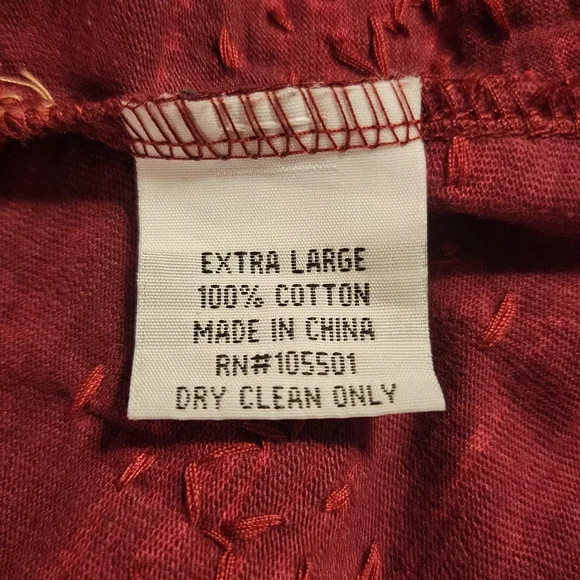 EXTRA LARGE
100% COTTON
MADE IN CHINA
RN#105501
DRY CLEAN ONLY